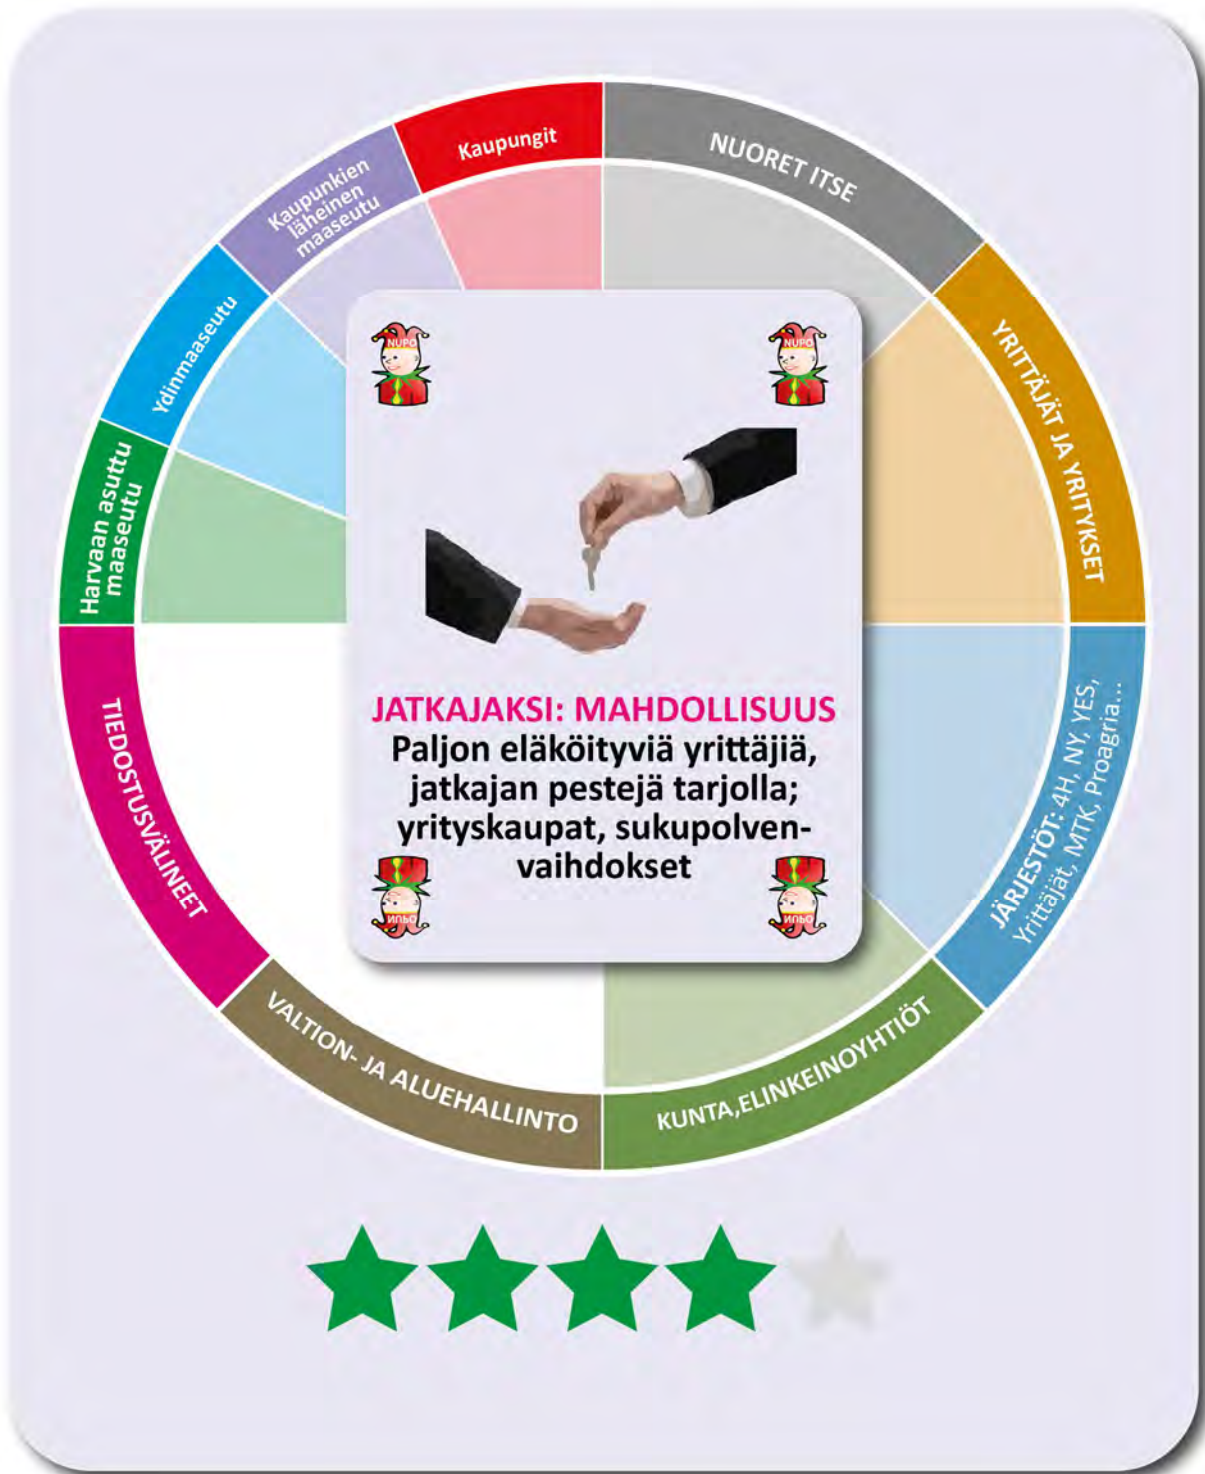 Kaupungit
NUORET ITSE
Kaupunkien
läheinen
maaseutu
YRITTÄJÄT JA YRITYKSET
Ydinmaaseutu
Harvaan asuttu
maaseutu
NUPO
NUPO
JATKAJAKSI: MAHDOLLISUUS
Paljon eläköityviä yrittäjiä,
jatkajan pestejä tarjolla;
yrityskaupat, sukupolven-
vaihdokset
NUPO
NUPO
JÄRJESTÖT: 4H, NY, YES,
Yrittäjät, MTK, Proagria...
TIEDOSTUSVÄLINEET
VALTION- JA ALUEHALLINTO
KUNTA,ELINKEINOYHTIÖT